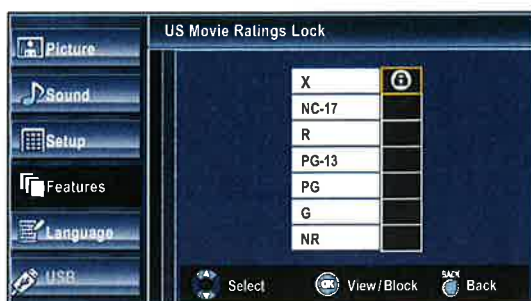 US Movie Ratings Lock
Picture
Sound
Setup
Features
Language
USB
X
NC-17
R
PG-13
PG
G
NR
Select
OK View/Block
BACK Back